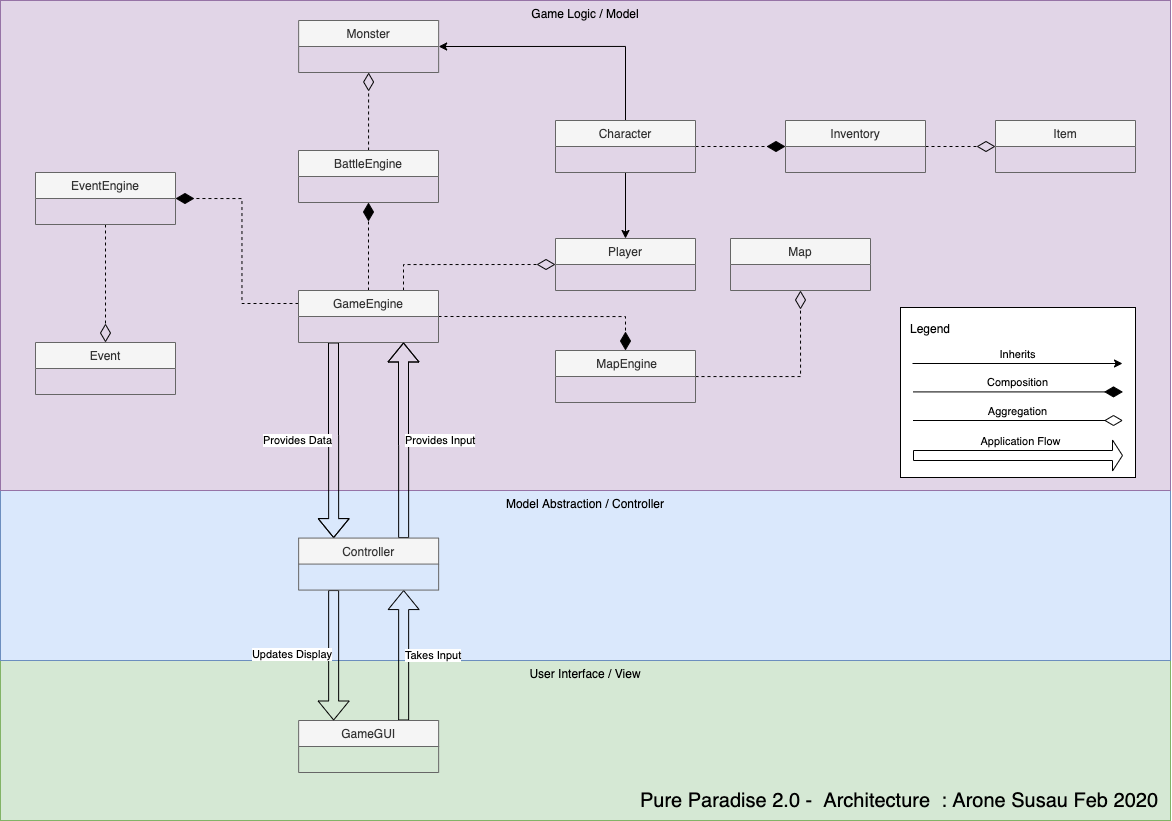 Game Logic / Model
Monster
Character
Inventory
Item
BattleEngine
EventEngine
Player
Map
GameEngine
Event
MapEngine
Legend
Inherits
Composition
Aggregation
Application Flow
Provides Data
Provides Input
Model Abstraction / Controller
Controller
Updates Display
Takes Input
User Interface / View
GameGUI
Pure Paradise 2.0 - Architecture : Arone Susau Feb 2020